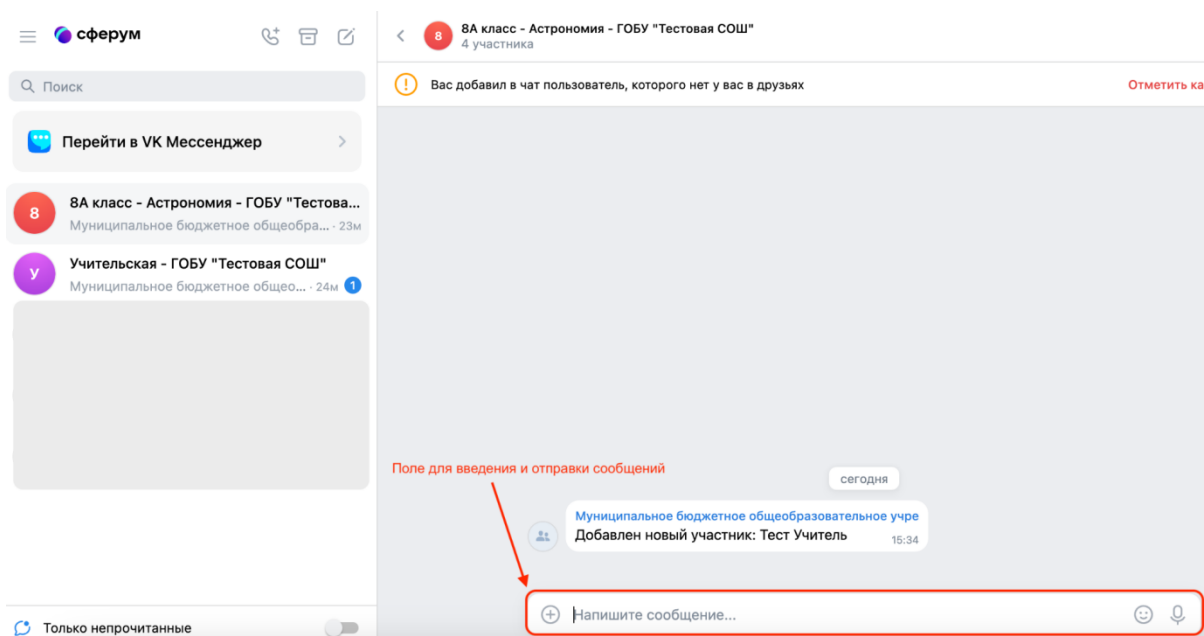 сферум
Поиск
Перейти в VK Мессенджер
8
8А класс - Астрономия - ГОБУ "Тестова...
Муниципальное бюджетное общеобра... · 23м
У
Учительская - ГОБУ "Тестовая СОШ"
Муниципальное бюджетное общео... · 24м 1
Только непрочитанные
8
8А класс - Астрономия - ГОБУ "Тестовая СОШ"
4 участника
Вас добавил в чат пользователь, которого нет у вас в друзьях
Отметить ка
Поле для введения и отправки сообщений
сегодня
Муниципальное бюджетное общеобразовательное учре
Добавлен новый участник: Тест Учитель 15:34
Напишите сообщение...